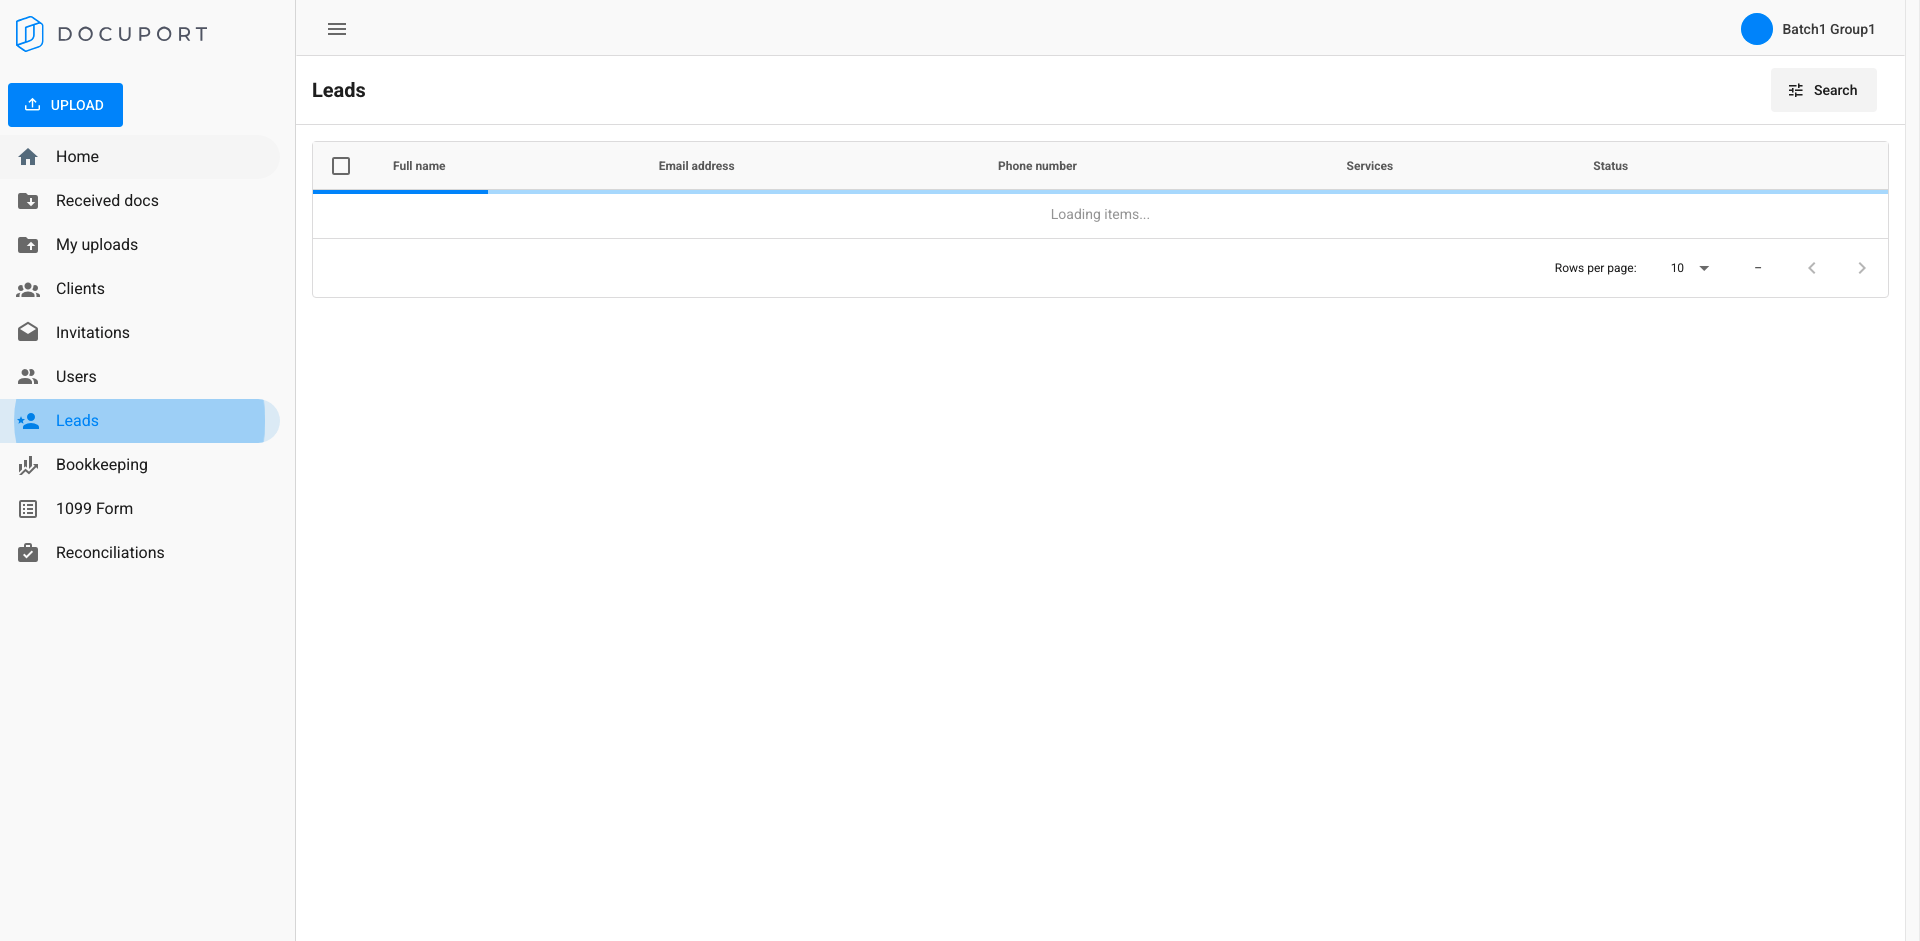 DOCUPORT
Batch1 Group1
UPLOAD
Leads
Search
Home
Received docs
My uploads
Clients
Invitations
Users
Leads
Bookkeeping
1099 Form
Reconciliations
Full name Email address Phone number Services Status
Loading items...
Rows per page: 10 –